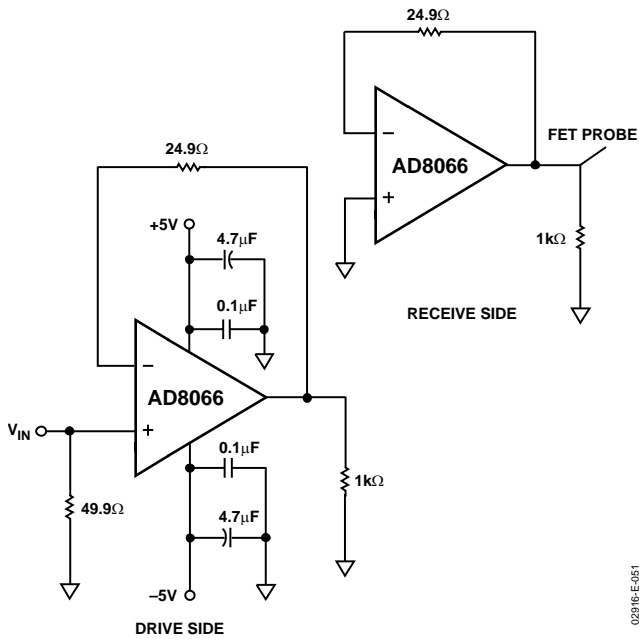 24.9Ω
24.9Ω
FET PROBE
−
AD8066
+
1kΩ
RECEIVE SIDE
+5V
4.7μF
0.1μF
−
AD8066
VIN
+
49.9Ω
0.1μF
4.7μF
1kΩ
–5V
DRIVE SIDE
02916-E-051